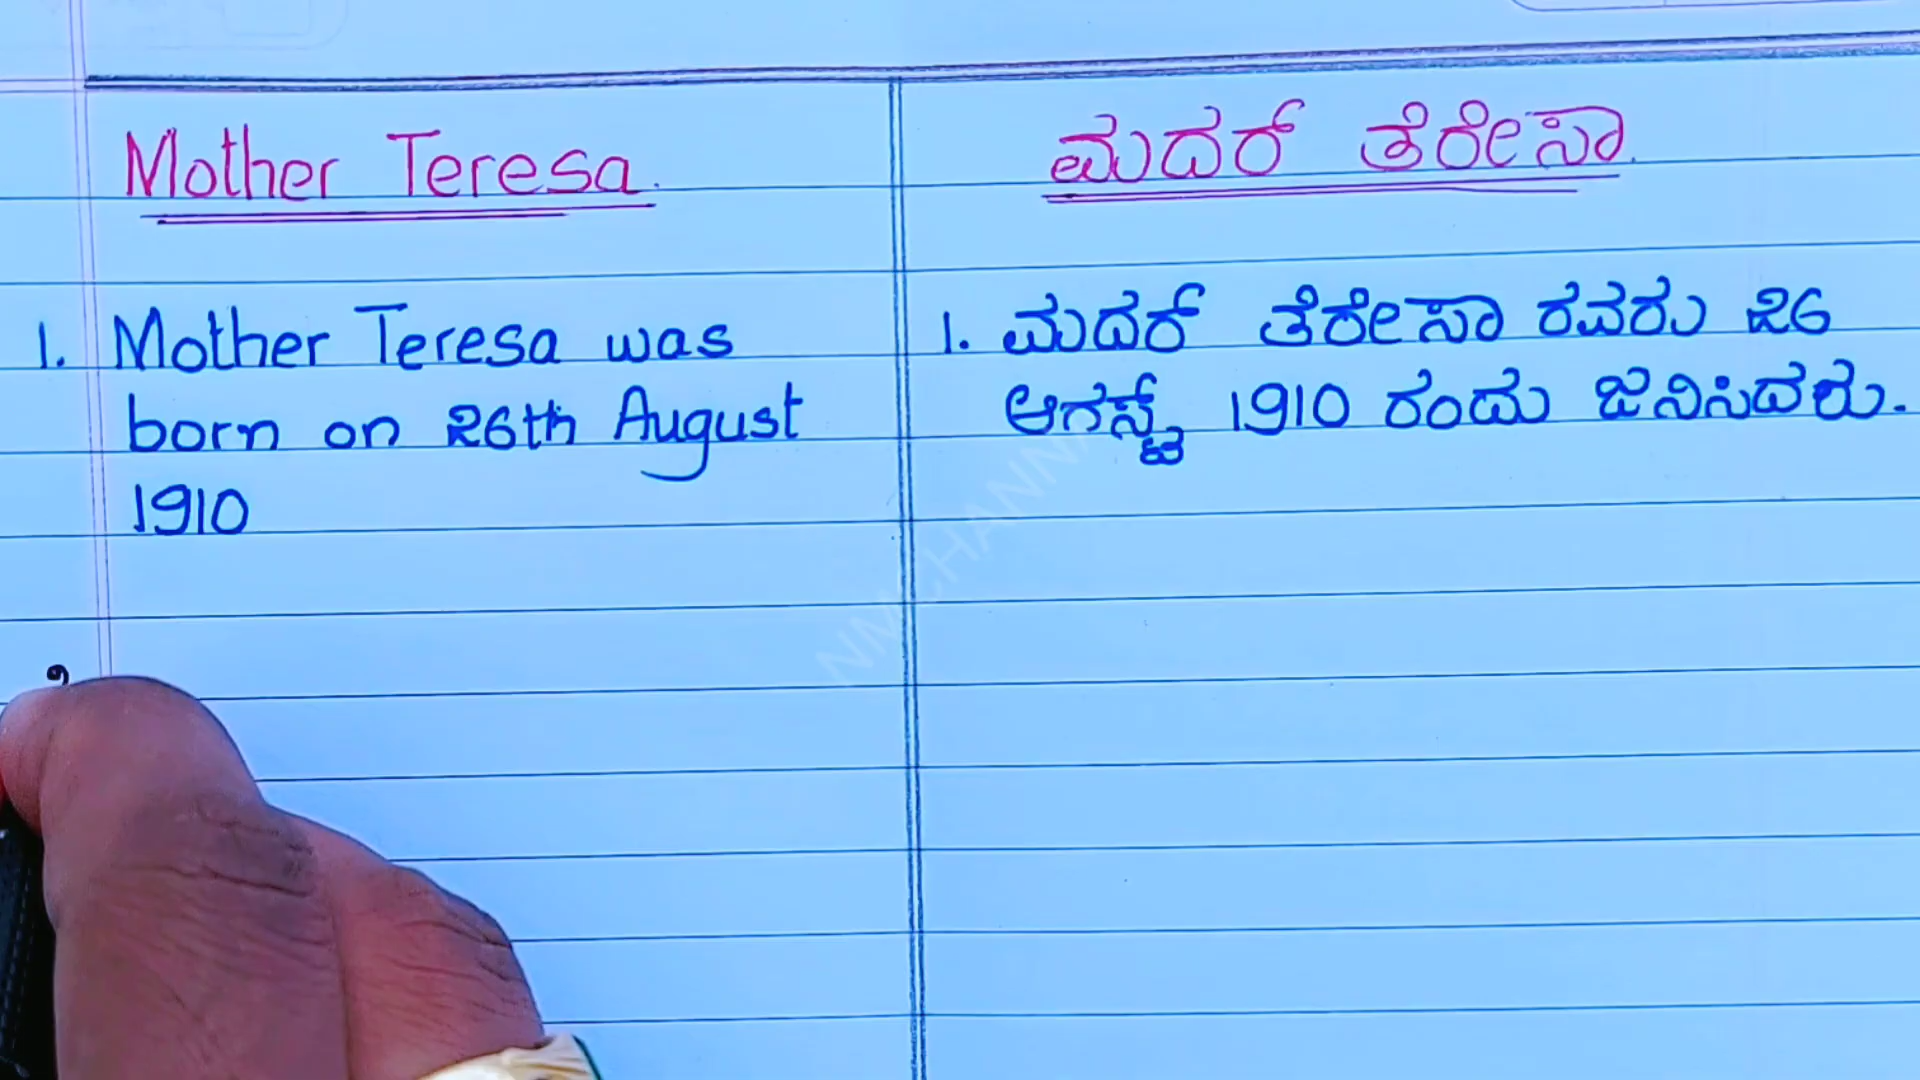 Mother Teresa.
1. Mother Teresa was
born on 26th August
1910
ಮದರ್ ತೆರೇಸಾ.
1. ಮದರ್ ತೆರೇಸಾ ರವರು 26
ಆಗಸ್ಟ್ 1910 ರಂದು ಜನಿಸಿದರು.